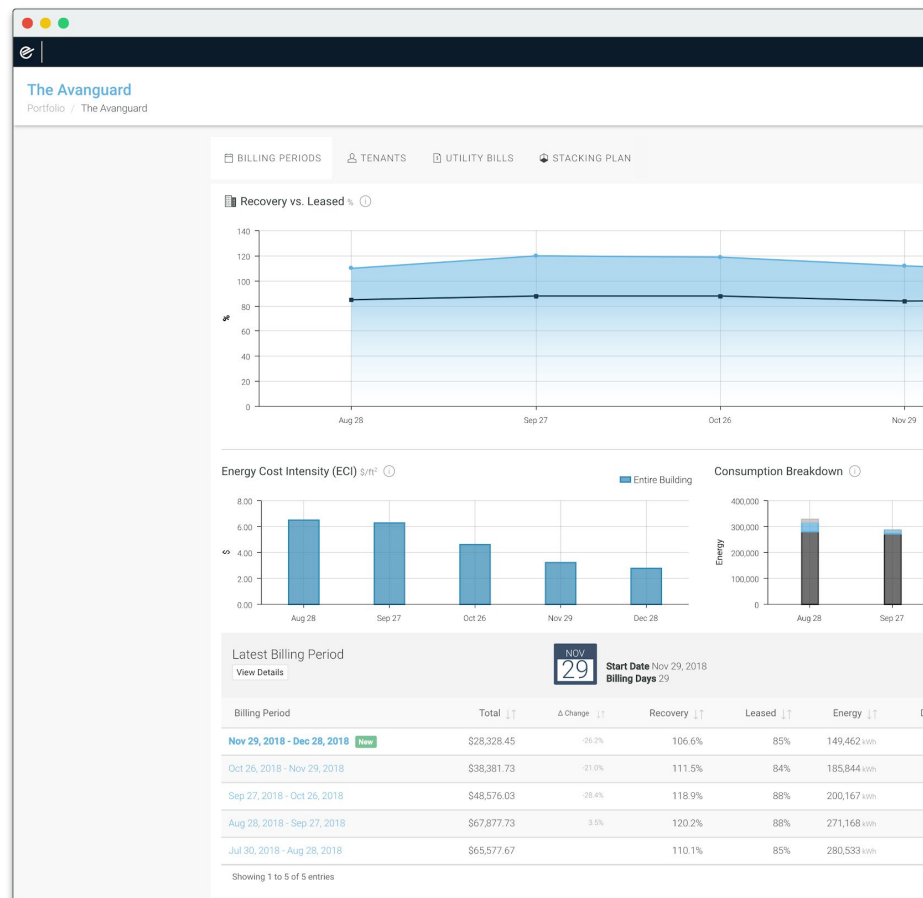 The Avanguard
Portfolio / The Avanguard
BILLING PERIODS TENANTS UTILITY BILLS STACKING PLAN
Recovery vs. Leased %
140
120
100
80
60
40
20
0
%
Aug 28 Sep 27 Oct 26 Nov 29
Energy Cost Intensity (ECI) $/ft²
Entire Building
8.00
6.00
4.00
2.00
0.00
$
Aug 28 Sep 27 Oct 26 Nov 29 Dec 28
Consumption Breakdown
400,000
300,000
200,000
100,000
0
Energy
Aug 28 Sep 27
Latest Billing Period
View Details
NOV
29
Start Date Nov 29, 2018
Billing Days 29
Billing Period Total Δ Change Recovery Leased Energy
Nov 29, 2018 - Dec 28, 2018 New $28,328.45 -26.2% 106.6% 85% 149,462 kWh
Oct 26, 2018 - Nov 29, 2018 $38,381.73 -21.0% 111.5% 84% 185,844 kWh
Sep 27, 2018 - Oct 26, 2018 $48,576.03 -28.4% 118.9% 88% 200,167 kWh
Aug 28, 2018 - Sep 27, 2018 $67,877.73 3.5% 120.2% 88% 271,168 kWh
Jul 30, 2018 - Aug 28, 2018 $65,577.67 110.1% 85% 280,533 kWh
Showing 1 to 5 of 5 entries